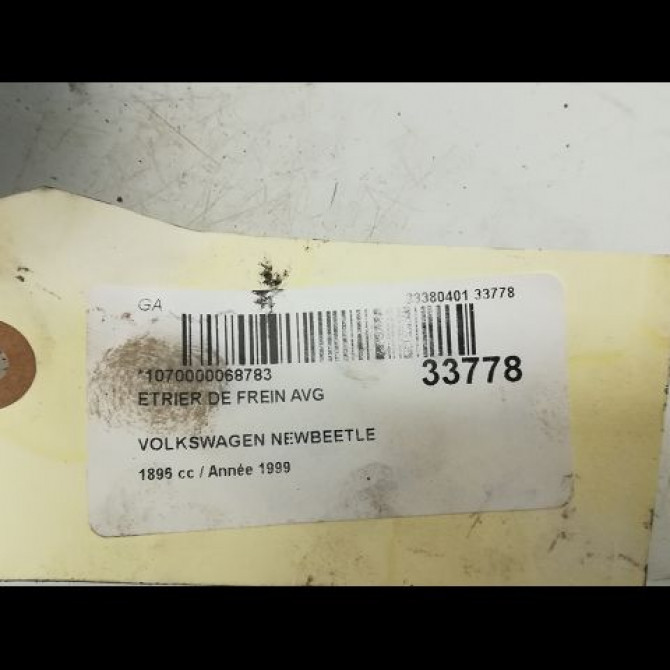 GA 33380401 33778
*1070000068783 33778
ETRIER DE FREIN AVG
VOLKSWAGEN NEWBEETLE
1896 cc / Année 1999